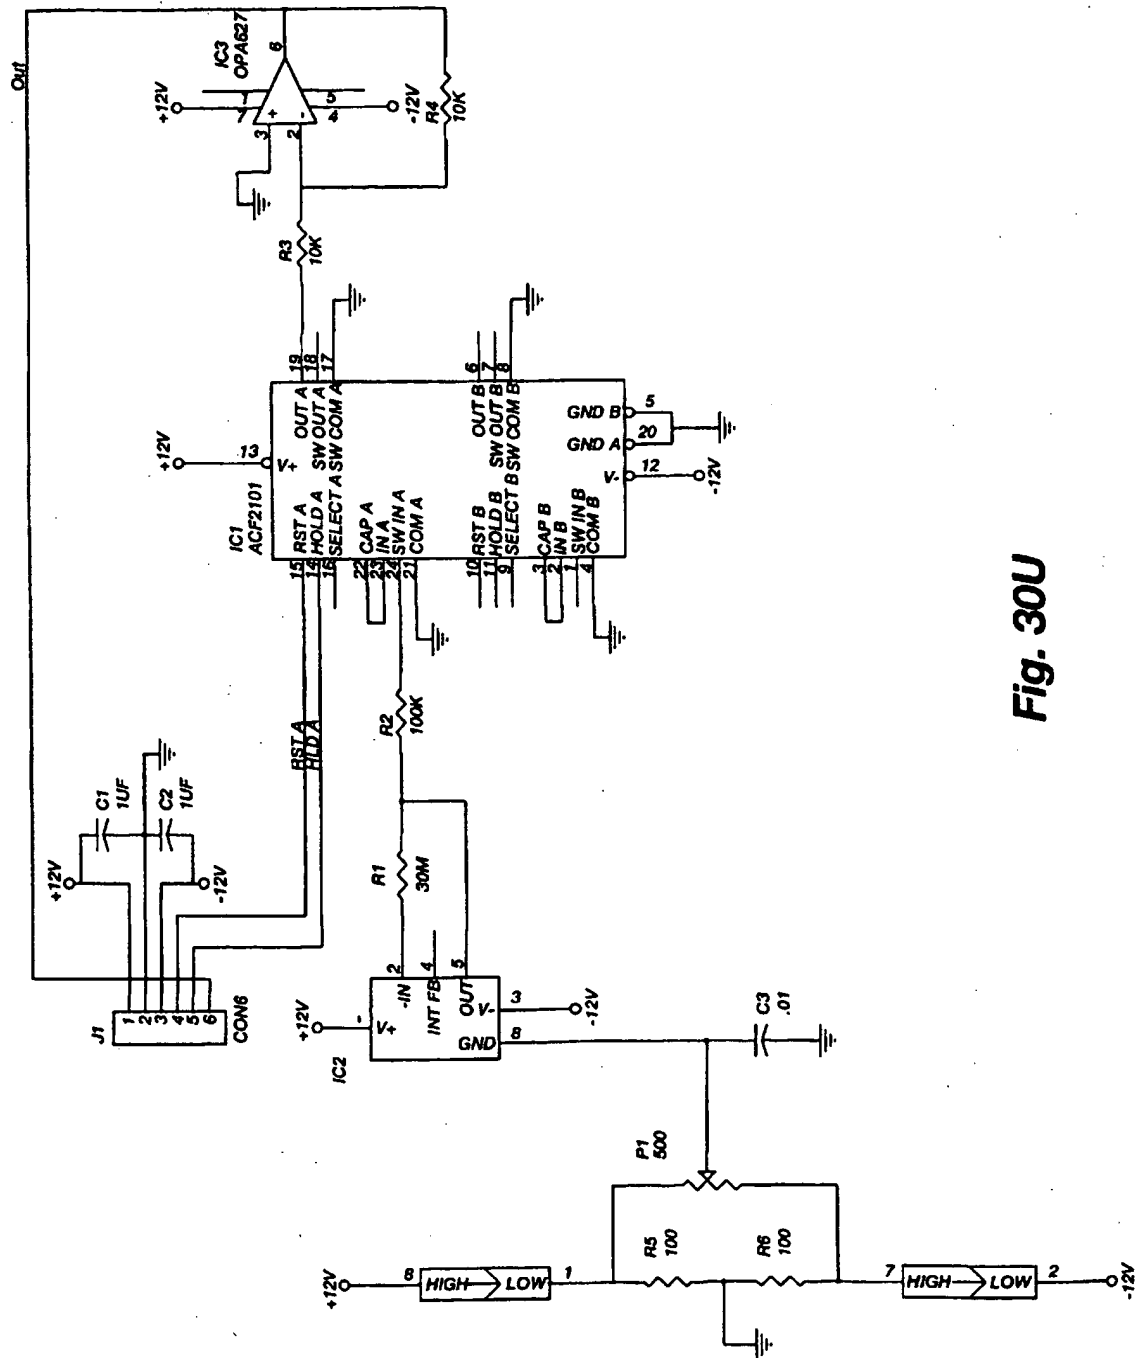 Out
IC3
OPA627
+12V
7
1
3
+
2
-
6
5
4
-12V
R4
10K
R3
10K
+12V
13
V+
IC1
ACF2101
19
OUT A
18
SW OUT A
17
SW COM A
15
RST A
14
HOLD A
16
SELECT A
22
CAP A
23
IN A
24
SW IN A
21
COM A
6
OUT B
7
SW OUT B
8
SW COM B
10
RST B
11
HOLD B
9
SELECT B
3
CAP B
2
IN B
1
SW IN B
4
COM B
GND B
5
GND A
20
V-
12
-12V
RST A
HLD A
R2
100K
C1
1UF
C2
1UF
+12V
-12V
R1
30M
J1
1
2
3
4
5
6
CON6
+12V
1
V+
IC2
2
-IN
4
INT FB
5
OUT
V-
3
-12V
GND
8
C3
.01
P1
500
R5
100
R6
100
+12V
8
HIGH
LOW
1
7
HIGH
LOW
2
-12V
Fig. 30U